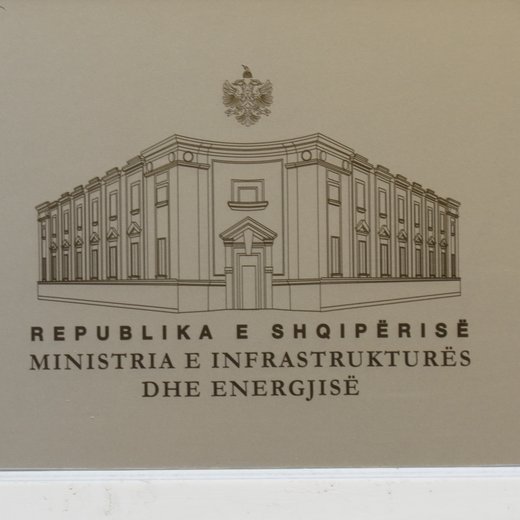 REPUBLIKA E SHQIPËRISË
MINISTRIA E INFRASTRUKTURËS
DHE ENERGJISË